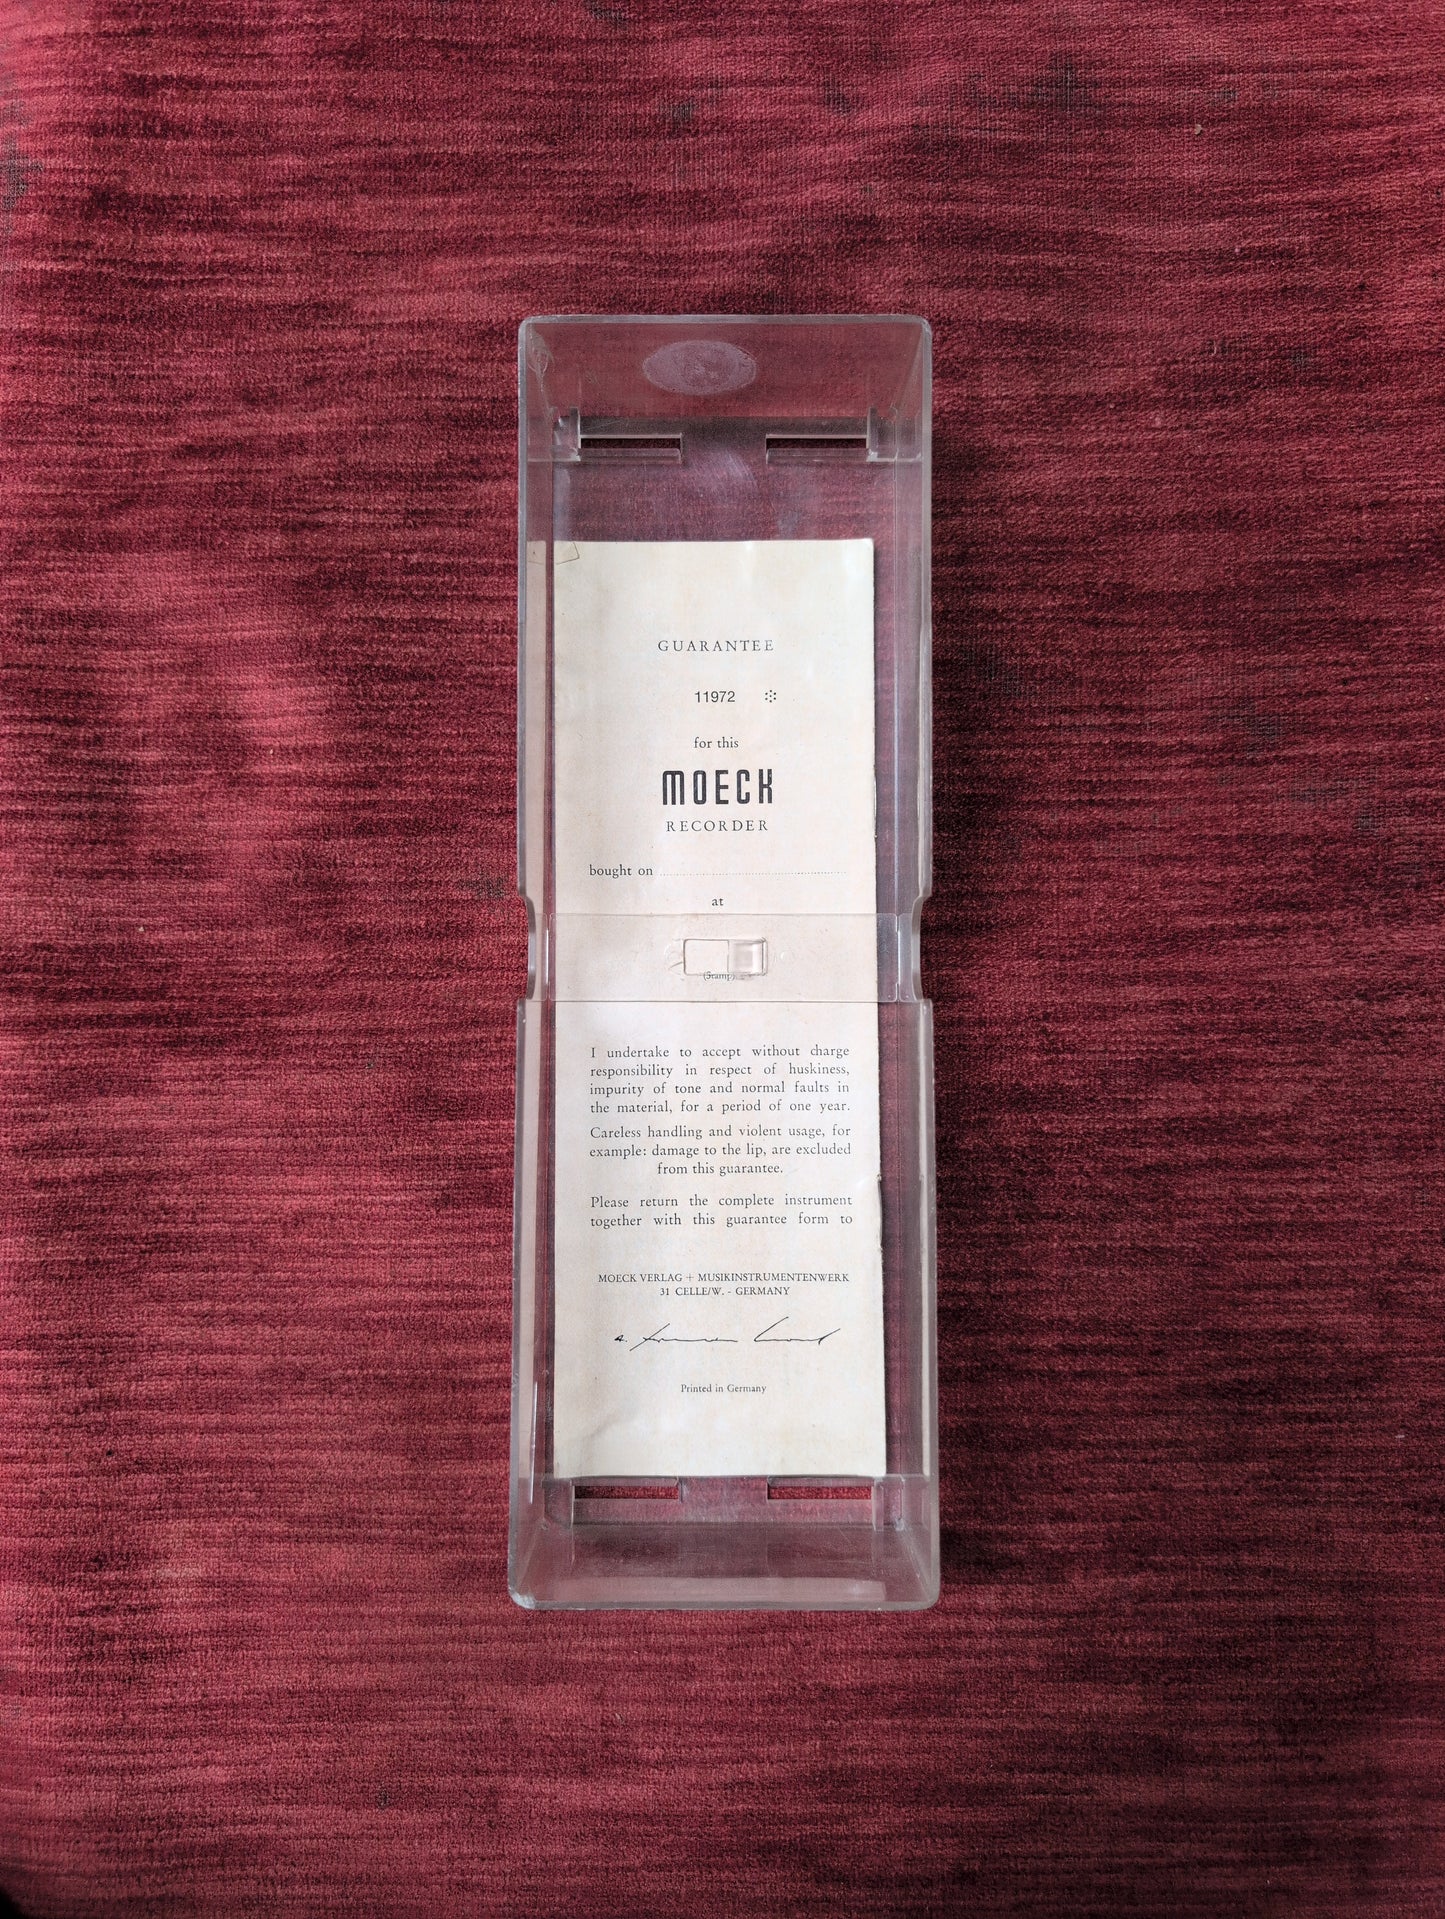 GUARANTEE
11972
for this
MOECK
RECORDER
bought on
at
(Stamp)
I undertake to accept without charge
responsibility in respect of huskiness,
impurity of tone and normal faults in
the material, for a period of one year.
Careless handling and violent usage, for
example: damage to the lip, are excluded
from this guarantee.
Please return the complete instrument
together with this guarantee form to
MOECK VERLAG + MUSIKINSTRUMENTENWERK
31 CELLE/W. - GERMANY
Printed in Germany